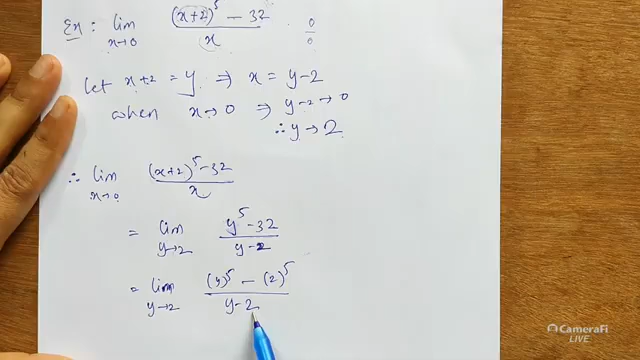 Ex : lim x→0 ((x+2)^5 − 32)/x . 0/0
let x+2 = y ⇒ x = y−2
when x→0 ⇒ y−2→0
∴ y→2
∴ lim x→0 ((x+2)^5 − 32)/x
= lim y→2 (y^5 − 32)/(y−2)
= lim y→2 ((y)^5 − (2)^5)/(y−2)
CameraFi
LIVE